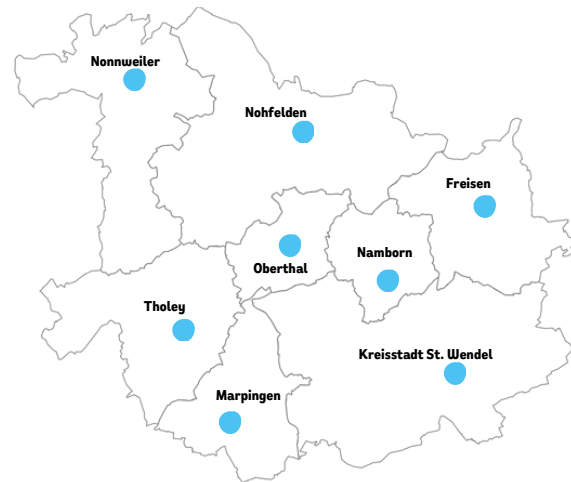 Nonnweiler
Nohfelden
Freisen
Namborn
Oberthal
Tholey
Kreisstadt St. Wendel
Marpingen